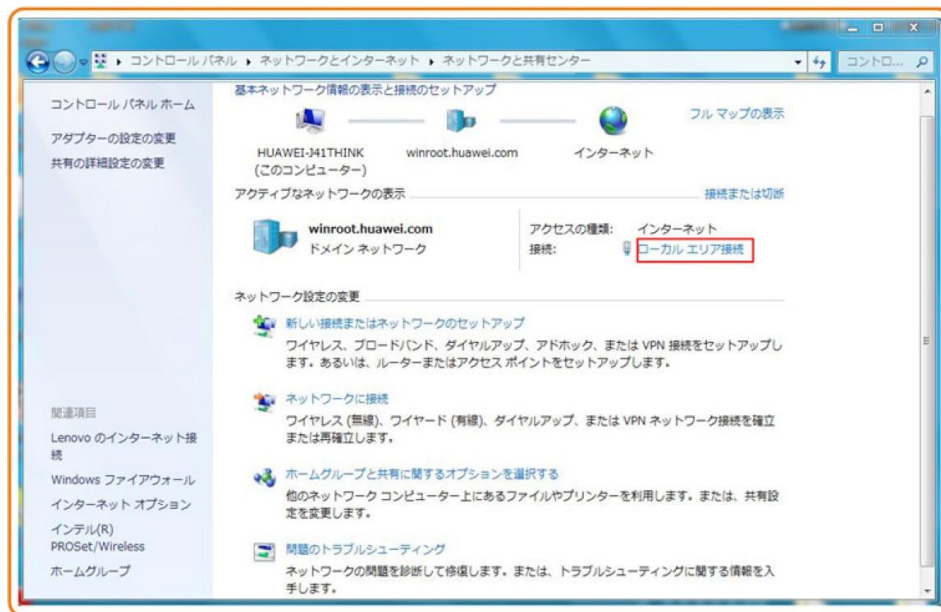 コントロール パネル ▸ ネットワークとインターネット ▸ ネットワークと共有センター
コントロ...
コントロール パネル ホーム
アダプターの設定の変更
共有の詳細設定の変更
基本ネットワーク情報の表示と接続のセットアップ
フル マップの表示
HUAWEI-J41THINK
(このコンピューター)
winroot.huawei.com
インターネット
アクティブなネットワークの表示
接続または切断
winroot.huawei.com
ドメイン ネットワーク
アクセスの種類: インターネット
接続: ローカル エリア接続
ネットワーク設定の変更
新しい接続またはネットワークのセットアップ
ワイヤレス、ブロードバンド、ダイヤルアップ、アドホック、または VPN 接続をセットアップし
ます。あるいは、ルーターまたはアクセス ポイントをセットアップします。
ネットワークに接続
ワイヤレス (無線)、ワイヤード (有線)、ダイヤルアップ、または VPN ネットワーク接続を確立
または再確立します。
ホームグループと共有に関するオプションを選択する
他のネットワーク コンピューター上にあるファイルやプリンターを利用します。または、共有設
定を変更します。
問題のトラブルシューティング
ネットワークの問題を診断して修復します。または、トラブルシューティングに関する情報を入
手します。
関連項目
Lenovo のインターネット接
続
Windows ファイアウォール
インターネット オプション
インテル(R)
PROSet/Wireless
ホームグループ